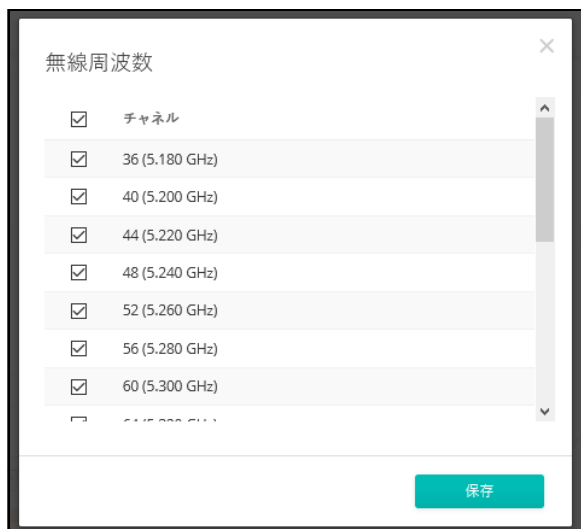 無線周波数
チャネル
36 (5.180 GHz)
40 (5.200 GHz)
44 (5.220 GHz)
48 (5.240 GHz)
52 (5.260 GHz)
56 (5.280 GHz)
60 (5.300 GHz)
保存